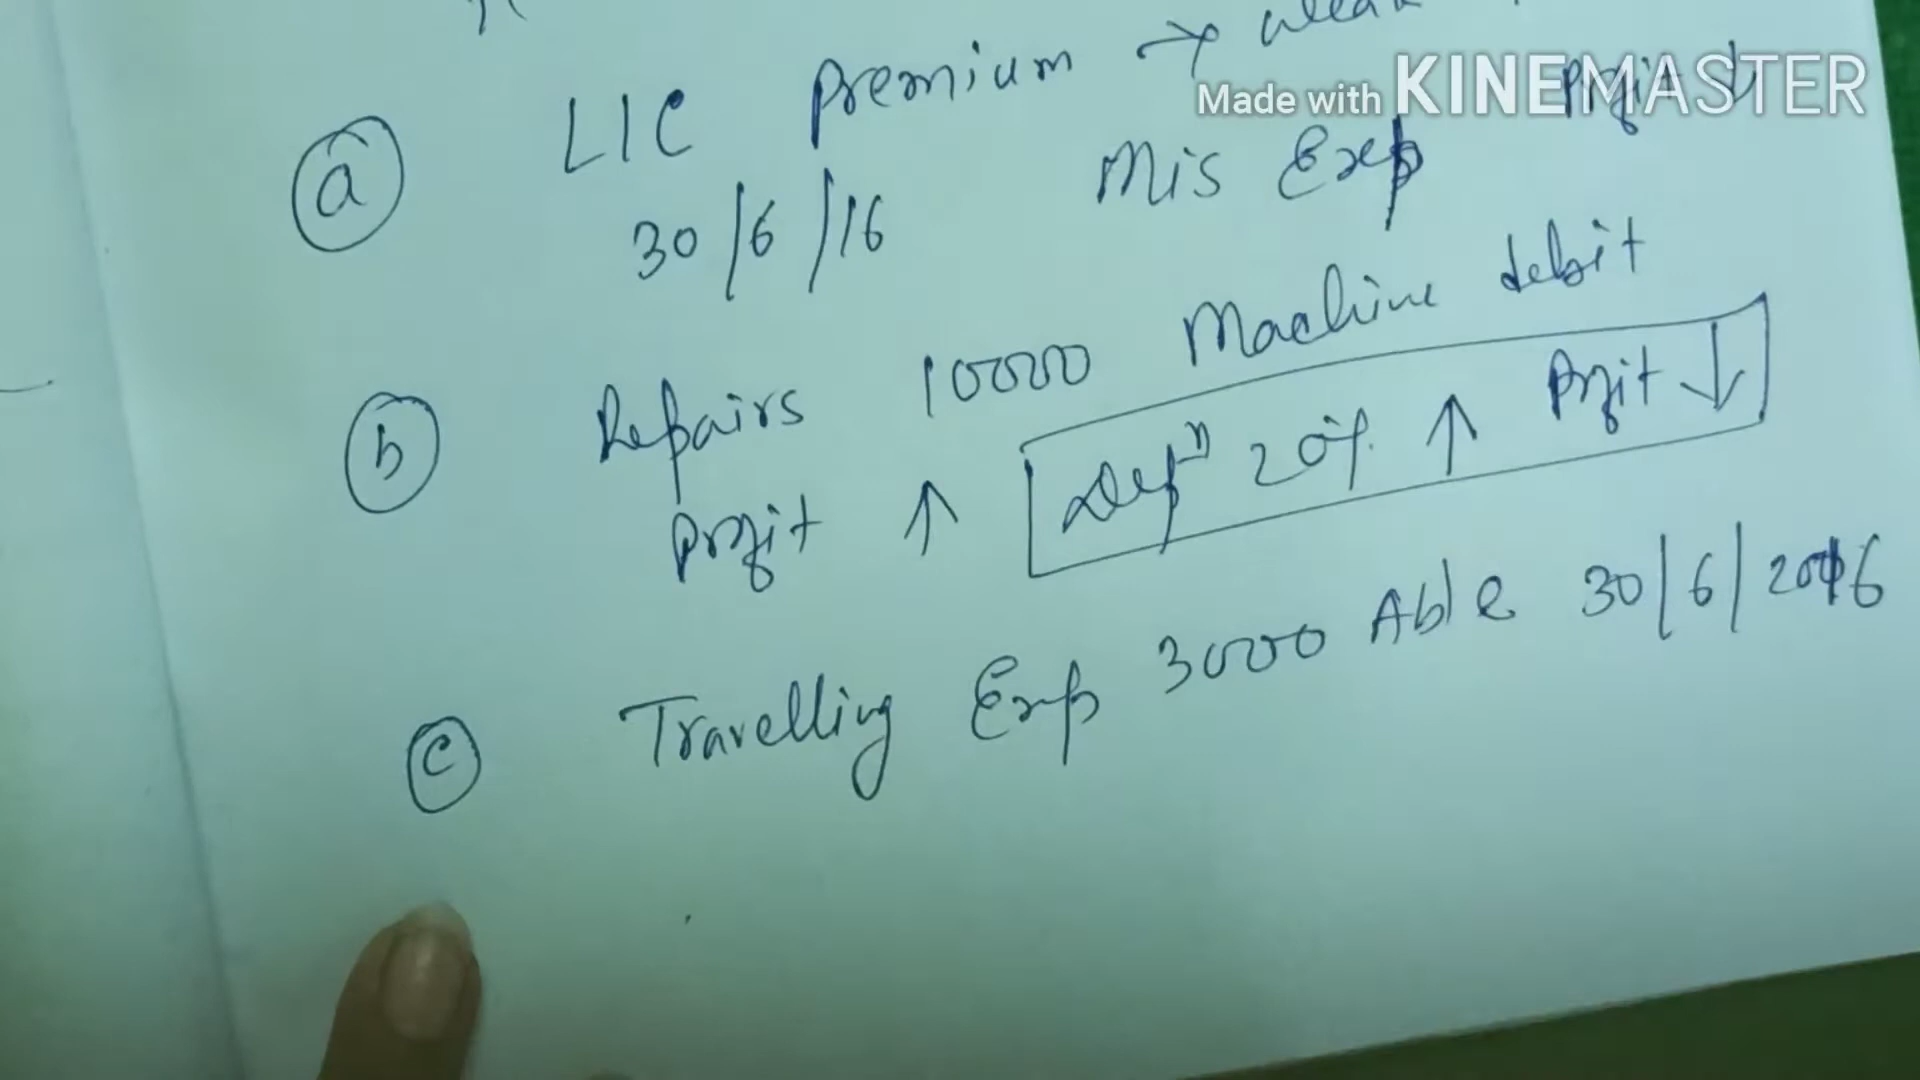 Made with KINEMASTER
a LIC Premium →
Profit ↓
30/6/16 Mis Exp
b Repairs 10000 Machine debit
Profit ↑ Depn 20% ↑ Profit ↓
c Travelling Exp 3000 Able 30/6/2016